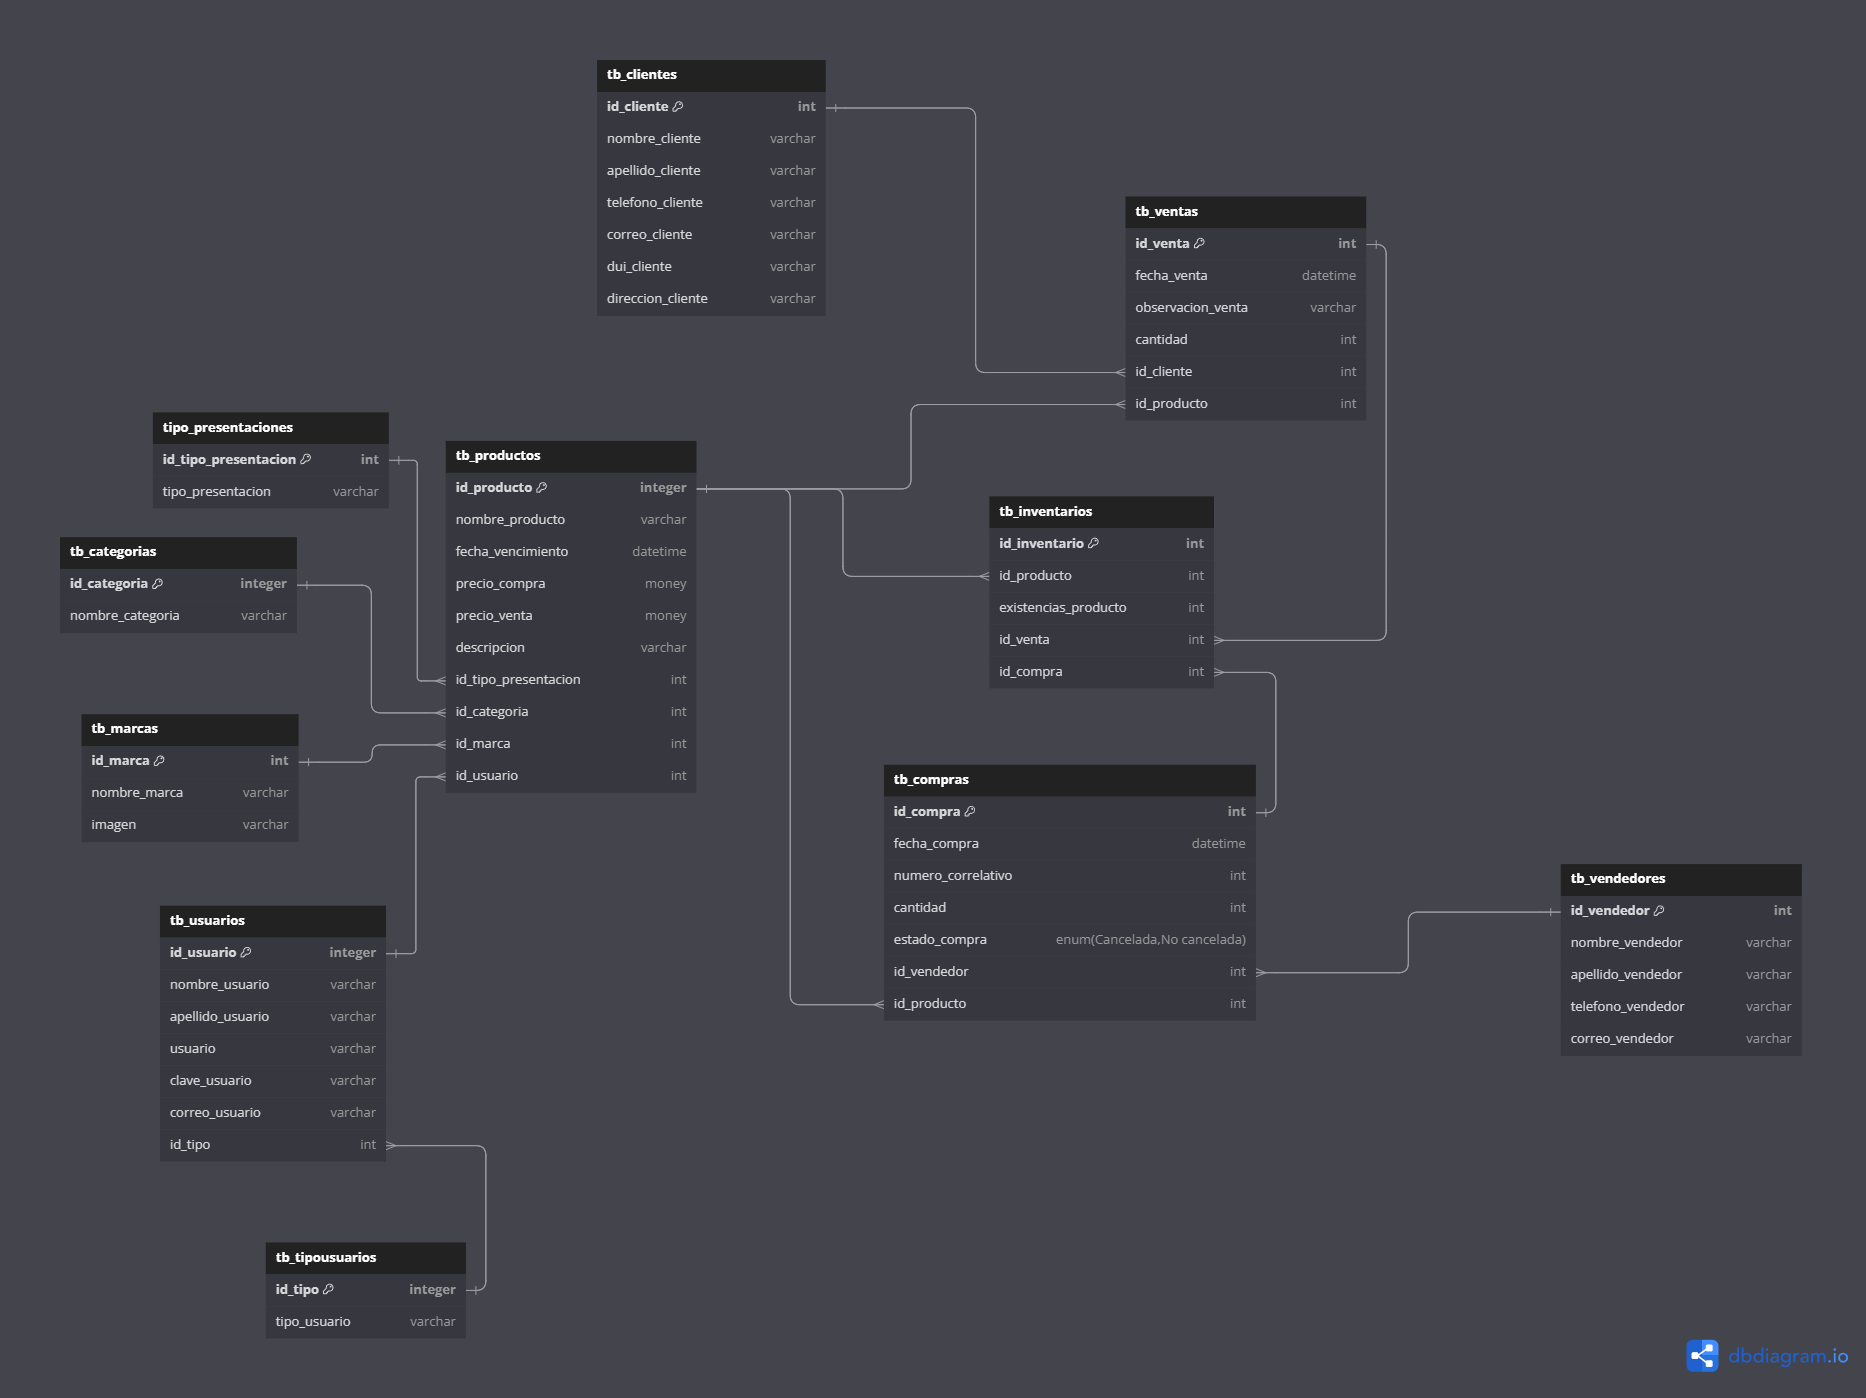 tb_clientes
id_cliente int
nombre_cliente varchar
apellido_cliente varchar
telefono_cliente varchar
correo_cliente varchar
dui_cliente varchar
direccion_cliente varchar
tb_ventas
id_venta int
fecha_venta datetime
observacion_venta varchar
cantidad int
id_cliente int
id_producto int
tipo_presentaciones
id_tipo_presentacion int
tipo_presentacion varchar
tb_productos
id_producto integer
nombre_producto varchar
fecha_vencimiento datetime
precio_compra money
precio_venta money
descripcion varchar
id_tipo_presentacion int
id_categoria int
id_marca int
id_usuario int
tb_inventarios
id_inventario int
id_producto int
existencias_producto int
id_venta int
id_compra int
tb_categorias
id_categoria integer
nombre_categoria varchar
tb_marcas
id_marca int
nombre_marca varchar
imagen varchar
tb_compras
id_compra int
fecha_compra datetime
numero_correlativo int
cantidad int
estado_compra enum(Cancelada,No cancelada)
id_vendedor int
id_producto int
tb_vendedores
id_vendedor int
nombre_vendedor varchar
apellido_vendedor varchar
telefono_vendedor varchar
correo_vendedor varchar
tb_usuarios
id_usuario integer
nombre_usuario varchar
apellido_usuario varchar
usuario varchar
clave_usuario varchar
correo_usuario varchar
id_tipo int
tb_tipousuarios
id_tipo integer
tipo_usuario varchar
dbdiagram.io